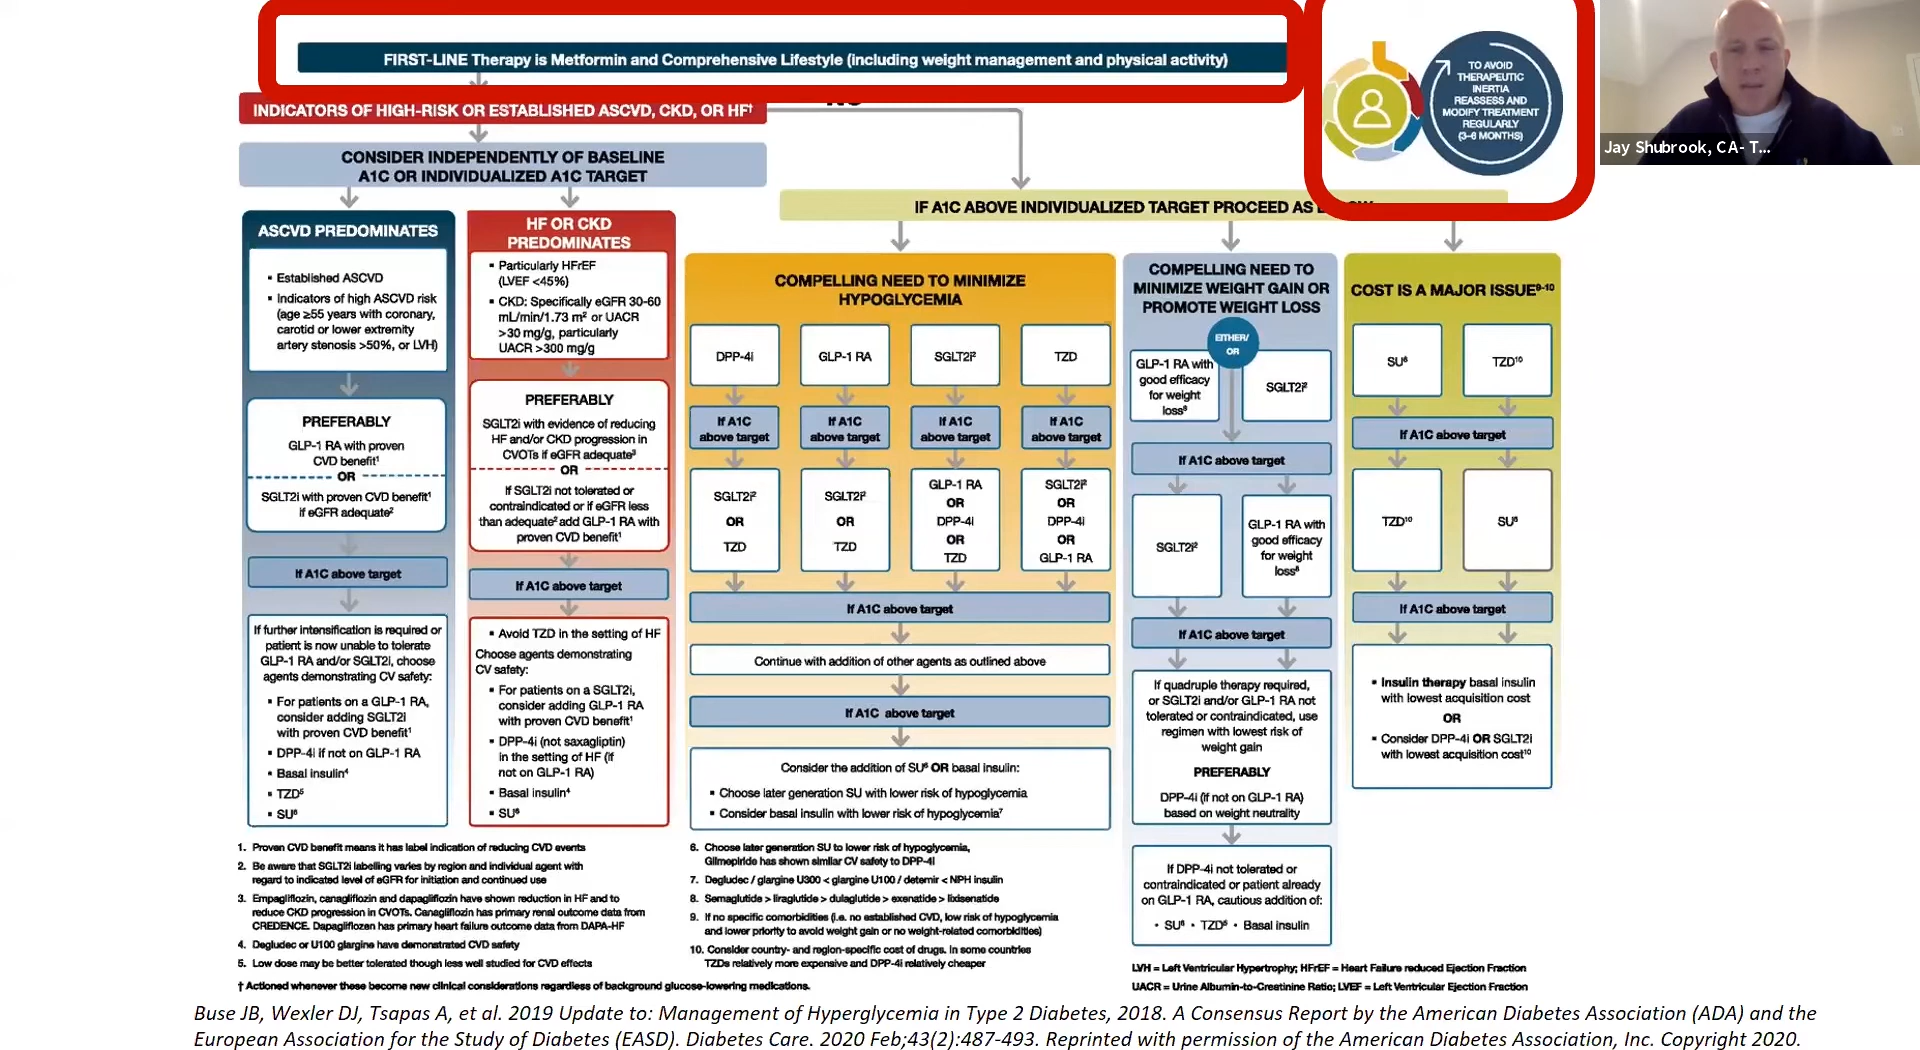 FIRST-LINE Therapy is Metformin and Comprehensive Lifestyle (including weight management and physical activity)
TO AVOID
THERAPEUTIC
INERTIA
REASSESS AND
MODIFY TREATMENT
REGULARLY
(3-6 MONTHS)
Jay Shubrook, CA- T...
INDICATORS OF HIGH-RISK OR ESTABLISHED ASCVD, CKD, OR HF†
NO
CONSIDER INDEPENDENTLY OF BASELINE
A1C OR INDIVIDUALIZED A1C TARGET
IF A1C ABOVE INDIVIDUALIZED TARGET PROCEED AS BELOW
ASCVD PREDOMINATES
▪ Established ASCVD
▪ Indicators of high ASCVD risk
(age ≥55 years with coronary,
carotid or lower extremity
artery stenosis >50%, or LVH)
PREFERABLY
GLP-1 RA with proven
CVD benefit¹
OR
SGLT2i with proven CVD benefit¹
if eGFR adequate²
If A1C above target
If further intensification is required or
patient is now unable to tolerate
GLP-1 RA and/or SGLT2i, choose
agents demonstrating CV safety:
▪ For patients on a GLP-1 RA,
consider adding SGLT2i
with proven CVD benefit¹
▪ DPP-4i if not on GLP-1 RA
▪ Basal insulin⁴
▪ TZD⁵
▪ SU⁶
HF OR CKD
PREDOMINATES
▪ Particularly HFrEF
(LVEF <45%)
▪ CKD: Specifically eGFR 30-60
mL/min/1.73 m² or UACR
>30 mg/g, particularly
UACR >300 mg/g
PREFERABLY
SGLT2i with evidence of reducing
HF and/or CKD progression in
CVOTs if eGFR adequate³
OR
If SGLT2i not tolerated or
contraindicated or if eGFR less
than adequate² add GLP-1 RA with
proven CVD benefit¹
If A1C above target
▪ Avoid TZD in the setting of HF
Choose agents demonstrating
CV safety:
▪ For patients on a SGLT2i,
consider adding GLP-1 RA
with proven CVD benefit¹
▪ DPP-4i (not saxagliptin)
in the setting of HF (if
not on GLP-1 RA)
▪ Basal insulin⁴
▪ SU⁶
COMPELLING NEED TO MINIMIZE
HYPOGLYCEMIA
DPP-4i GLP-1 RA SGLT2i² TZD
If A1C
above target
If A1C
above target
If A1C
above target
If A1C
above target
SGLT2i²
OR
TZD
SGLT2i²
OR
TZD
GLP-1 RA
OR
DPP-4i
OR
TZD
SGLT2i²
OR
DPP-4i
OR
GLP-1 RA
If A1C above target
Continue with addition of other agents as outlined above
If A1C above target
Consider the addition of SU⁶ OR basal insulin:
▪ Choose later generation SU with lower risk of hypoglycemia
▪ Consider basal insulin with lower risk of hypoglycemia⁷
COMPELLING NEED TO
MINIMIZE WEIGHT GAIN OR
PROMOTE WEIGHT LOSS
EITHER/
OR
GLP-1 RA with
good efficacy
for weight
loss⁸
SGLT2i²
If A1C above target
SGLT2i²
GLP-1 RA with
good efficacy
for weight
loss⁸
If A1C above target
If quadruple therapy required,
or SGLT2i and/or GLP-1 RA not
tolerated or contraindicated, use
regimen with lowest risk of
weight gain
PREFERABLY
DPP-4i (if not on GLP-1 RA)
based on weight neutrality
If DPP-4i not tolerated or
contraindicated or patient already
on GLP-1 RA, cautious addition of:
• SU⁶ • TZD⁵ • Basal insulin
COST IS A MAJOR ISSUE⁹⁻¹⁰
SU⁶ TZD¹⁰
If A1C above target
TZD¹⁰ SU⁶
If A1C above target
▪ Insulin therapy basal insulin
with lowest acquisition cost
OR
▪ Consider DPP-4i OR SGLT2i
with lowest acquisition cost¹⁰
1. Proven CVD benefit means it has label indication of reducing CVD events
2. Be aware that SGLT2i labelling varies by region and individual agent with
regard to indicated level of eGFR for initiation and continued use
3. Empagliflozin, canagliflozin and dapagliflozin have shown reduction in HF and to
reduce CKD progression in CVOTs. Canagliflozin has primary renal outcome data from
CREDENCE. Dapagliflozin has primary heart failure outcome data from DAPA-HF
4. Degludec or U100 glargine have demonstrated CVD safety
5. Low dose may be better tolerated though less well studied for CVD effects
† Actioned whenever these become new clinical considerations regardless of background glucose-lowering medications.
6. Choose later generation SU to lower risk of hypoglycemia,
Glimepiride has shown similar CV safety to DPP-4i
7. Degludec / glargine U300 < glargine U100 / detemir < NPH insulin
8. Semaglutide > liraglutide > dulaglutide > exenatide > lixisenatide
9. If no specific comorbidities (i.e. no established CVD, low risk of hypoglycemia
and lower priority to avoid weight gain or no weight-related comorbidities)
10. Consider country- and region-specific cost of drugs. In some countries
TZDs relatively more expensive and DPP-4i relatively cheaper
LVH = Left Ventricular Hypertrophy; HFrEF = Heart Failure reduced Ejection Fraction
UACR = Urine Albumin-to-Creatinine Ratio; LVEF = Left Ventricular Ejection Fraction
Buse JB, Wexler DJ, Tsapas A, et al. 2019 Update to: Management of Hyperglycemia in Type 2 Diabetes, 2018. A Consensus Report by the American Diabetes Association (ADA) and the
European Association for the Study of Diabetes (EASD). Diabetes Care. 2020 Feb;43(2):487-493. Reprinted with permission of the American Diabetes Association, Inc. Copyright 2020.